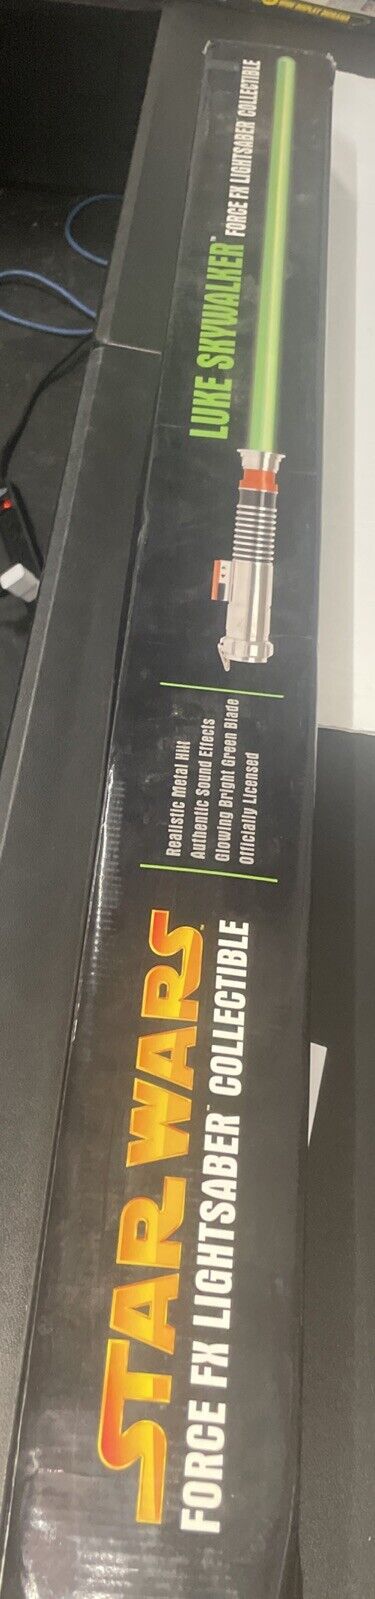 STAR WARS™
FORCE FX LIGHTSABER™ COLLECTIBLE
Realistic Metal Hilt
Authentic Sound Effects
Glowing Bright Green Blade
Officially Licensed
LUKE SKYWALKER™ FORCE FX LIGHTSABER COLLECTIBLE